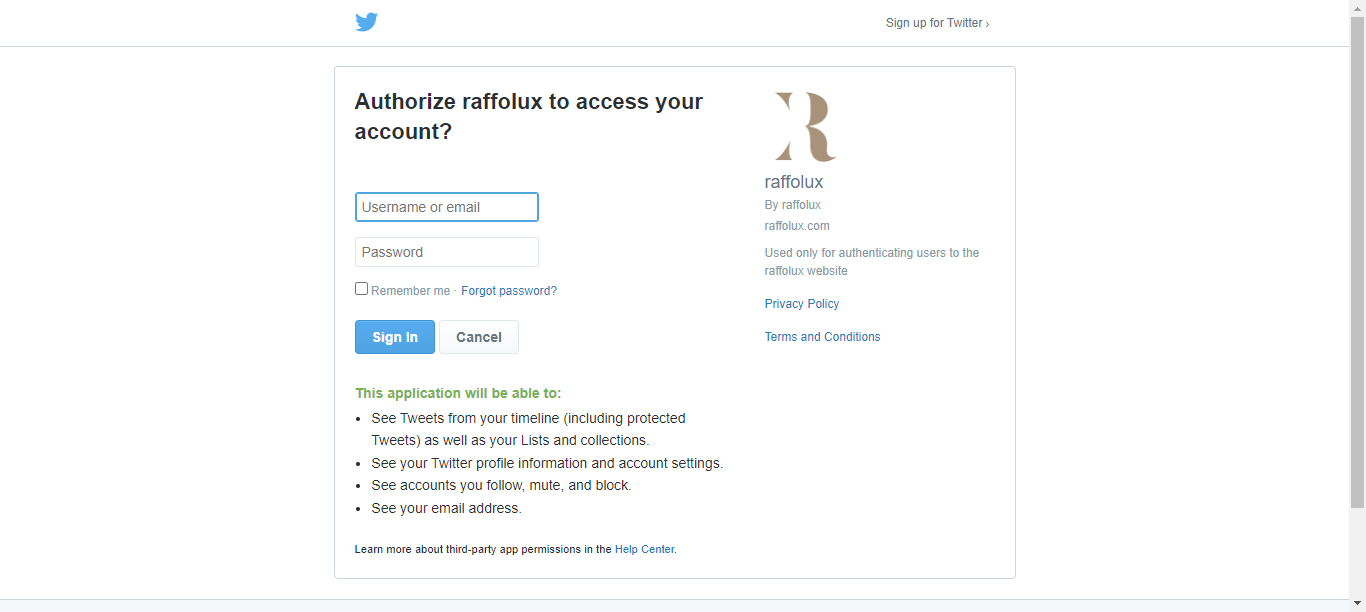 Sign up for Twitter ›
Authorize raffolux to access your
account?
Username or email
Password
Remember me · Forgot password?
Sign In Cancel
This application will be able to:
• See Tweets from your timeline (including protected
Tweets) as well as your Lists and collections.
• See your Twitter profile information and account settings.
• See accounts you follow, mute, and block.
• See your email address.
Learn more about third-party app permissions in the Help Center.
R
raffolux
By raffolux
raffolux.com
Used only for authenticating users to the
raffolux website
Privacy Policy
Terms and Conditions